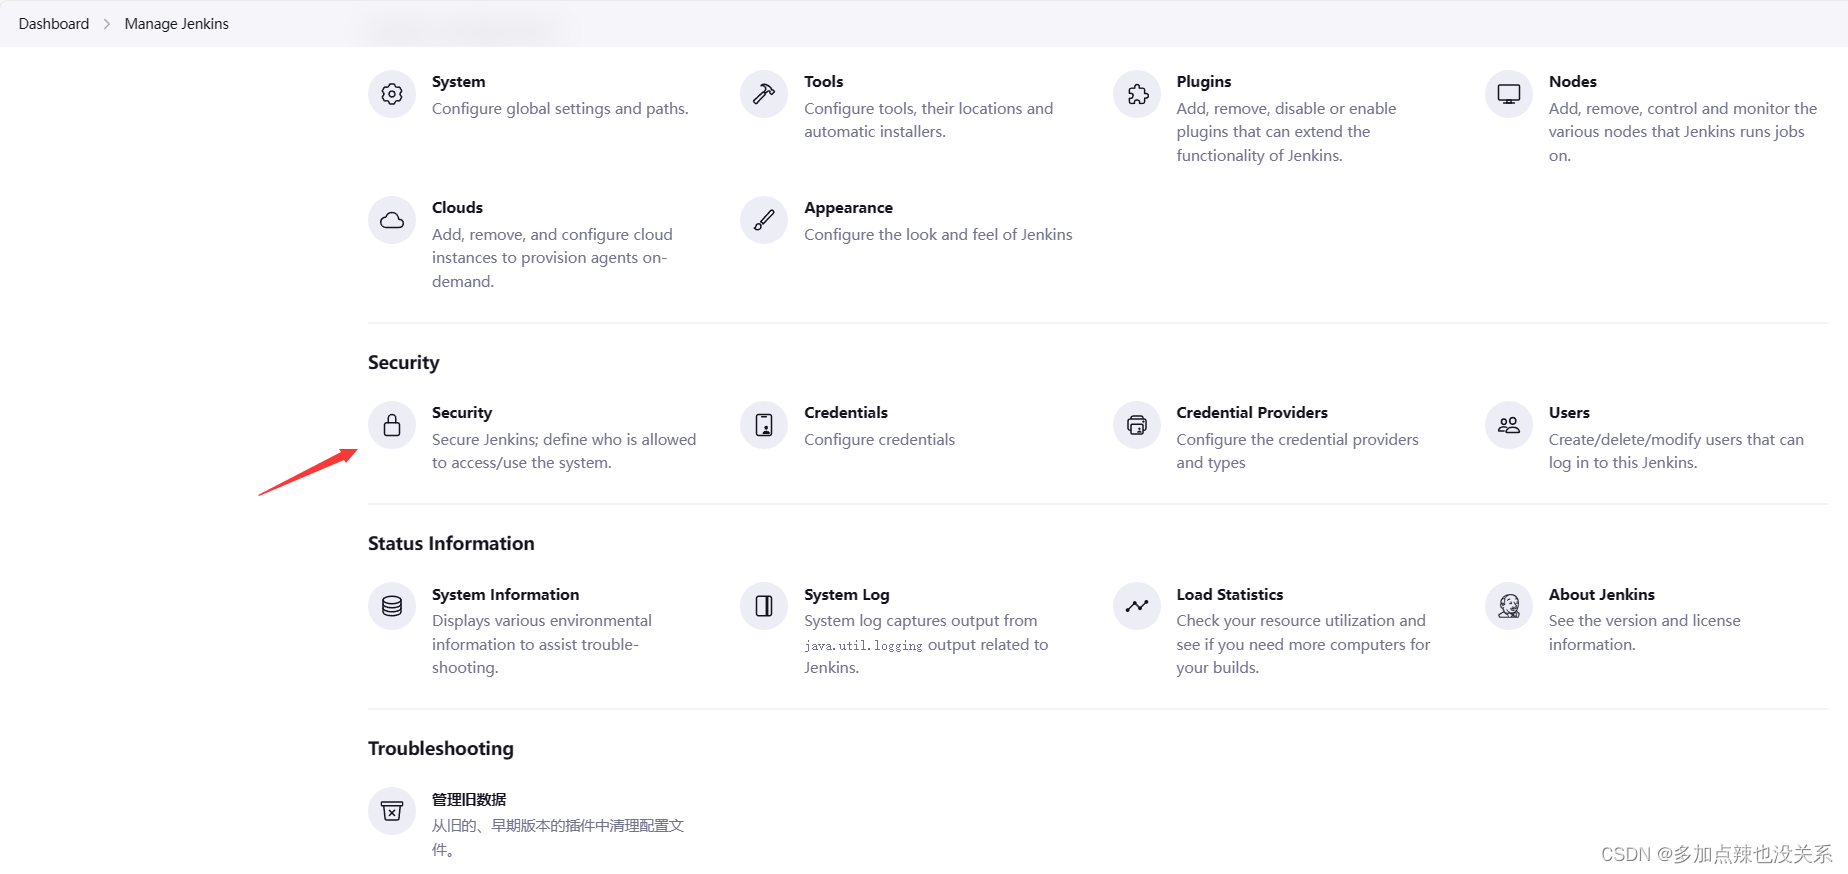 Dashboard > Manage Jenkins
System
Configure global settings and paths.
Tools
Configure tools, their locations and
automatic installers.
Plugins
Add, remove, disable or enable
plugins that can extend the
functionality of Jenkins.
Nodes
Add, remove, control and monitor the
various nodes that Jenkins runs jobs
on.
Clouds
Add, remove, and configure cloud
instances to provision agents on-
demand.
Appearance
Configure the look and feel of Jenkins
Security
Security
Secure Jenkins; define who is allowed
to access/use the system.
Credentials
Configure credentials
Credential Providers
Configure the credential providers
and types
Users
Create/delete/modify users that can
log in to this Jenkins.
Status Information
System Information
Displays various environmental
information to assist trouble-
shooting.
System Log
System log captures output from
java.util.logging output related to
Jenkins.
Load Statistics
Check your resource utilization and
see if you need more computers for
your builds.
About Jenkins
See the version and license
information.
Troubleshooting
管理旧数据
从旧的、早期版本的插件中清理配置文
件。
CSDN @多加点辣也没关系